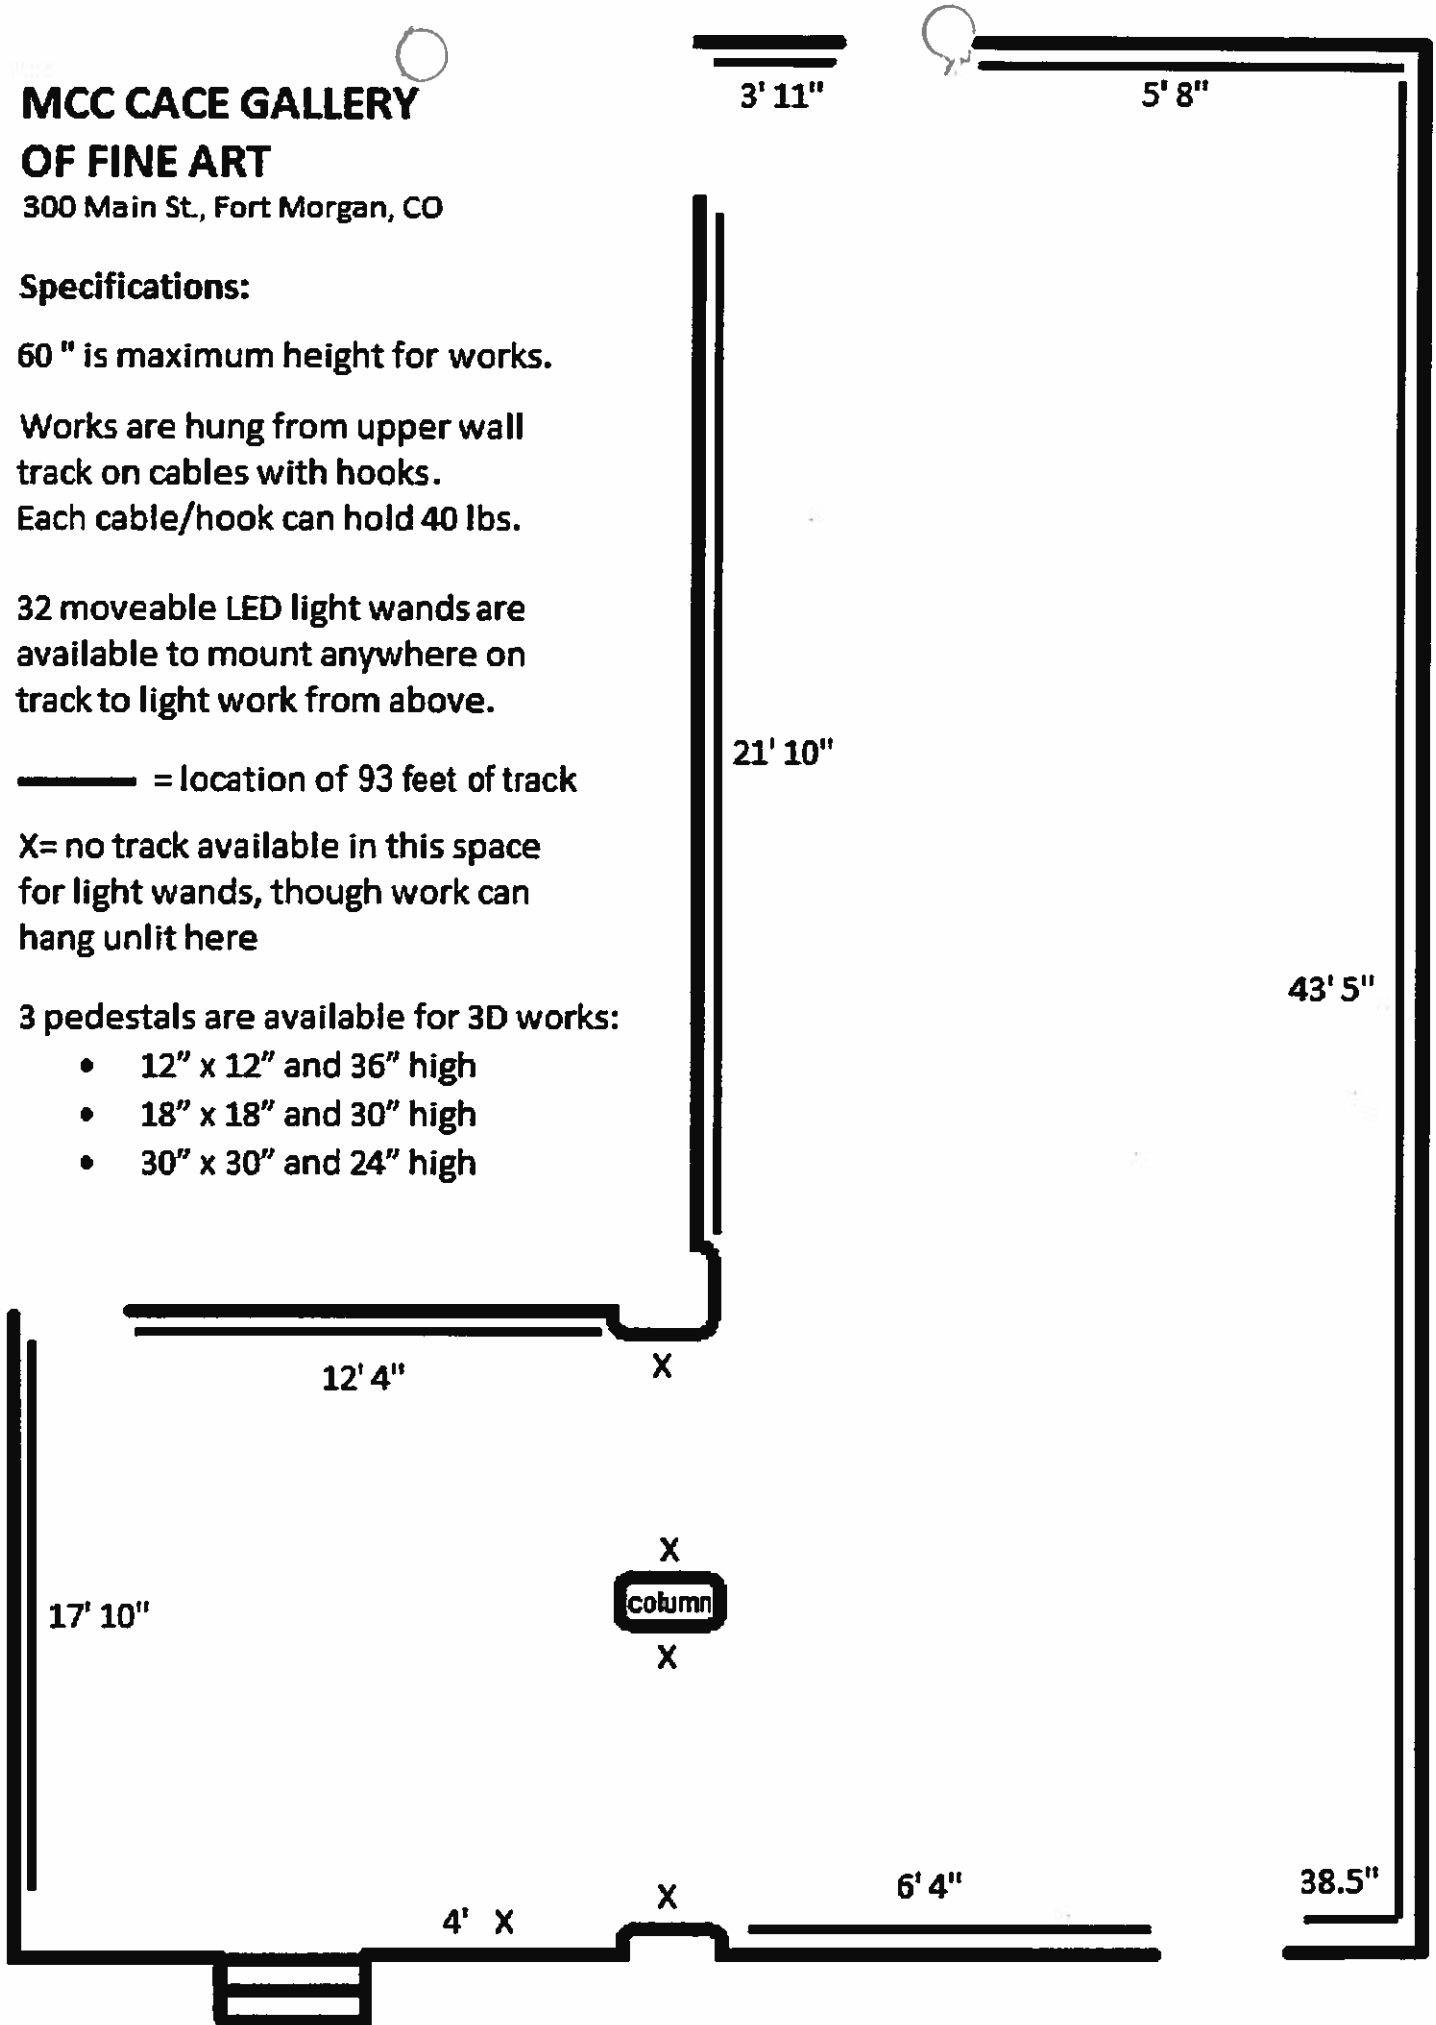 MCC CACE GALLERY
OF FINE ART
300 Main St., Fort Morgan, CO
Specifications:
60 " is maximum height for works.
Works are hung from upper wall
track on cables with hooks.
Each cable/hook can hold 40 lbs.
32 moveable LED light wands are
available to mount anywhere on
track to light work from above.
= location of 93 feet of track
X= no track available in this space
for light wands, though work can
hang unlit here
3 pedestals are available for 3D works:
• 12” x 12” and 36” high
• 18” x 18” and 30” high
• 30” x 30” and 24” high
3' 11"
5' 8"
21' 10"
43' 5"
12' 4"
X
X
column
X
17' 10"
X
4' X
6' 4"
38.5"